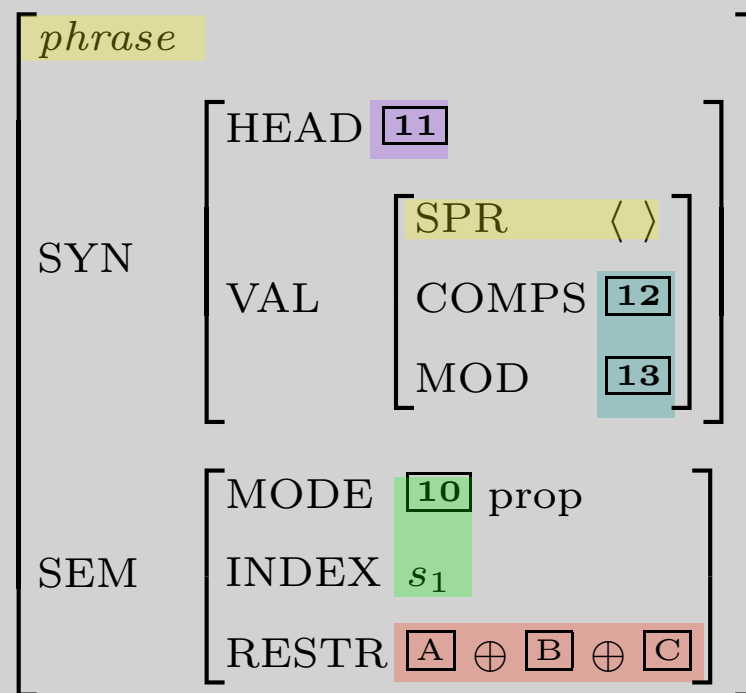 phrase
HEAD 11
SPR ⟨ ⟩
SYN
VAL
COMPS 12
MOD 13
MODE 10 prop
SEM
INDEX s1
RESTR A ⊕ B ⊕ C